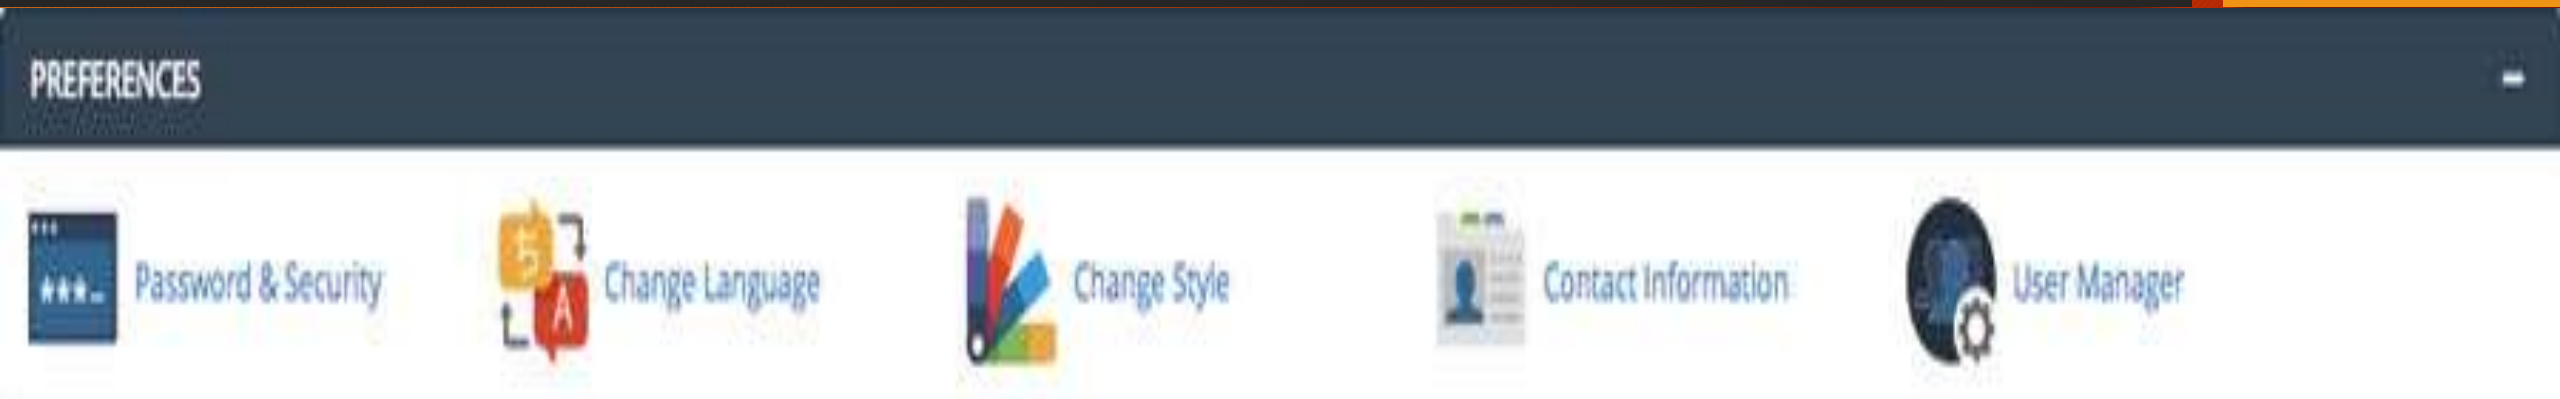 PREFERENCES
Password & Security
Change Language
Change Style
Contact Information
User Manager